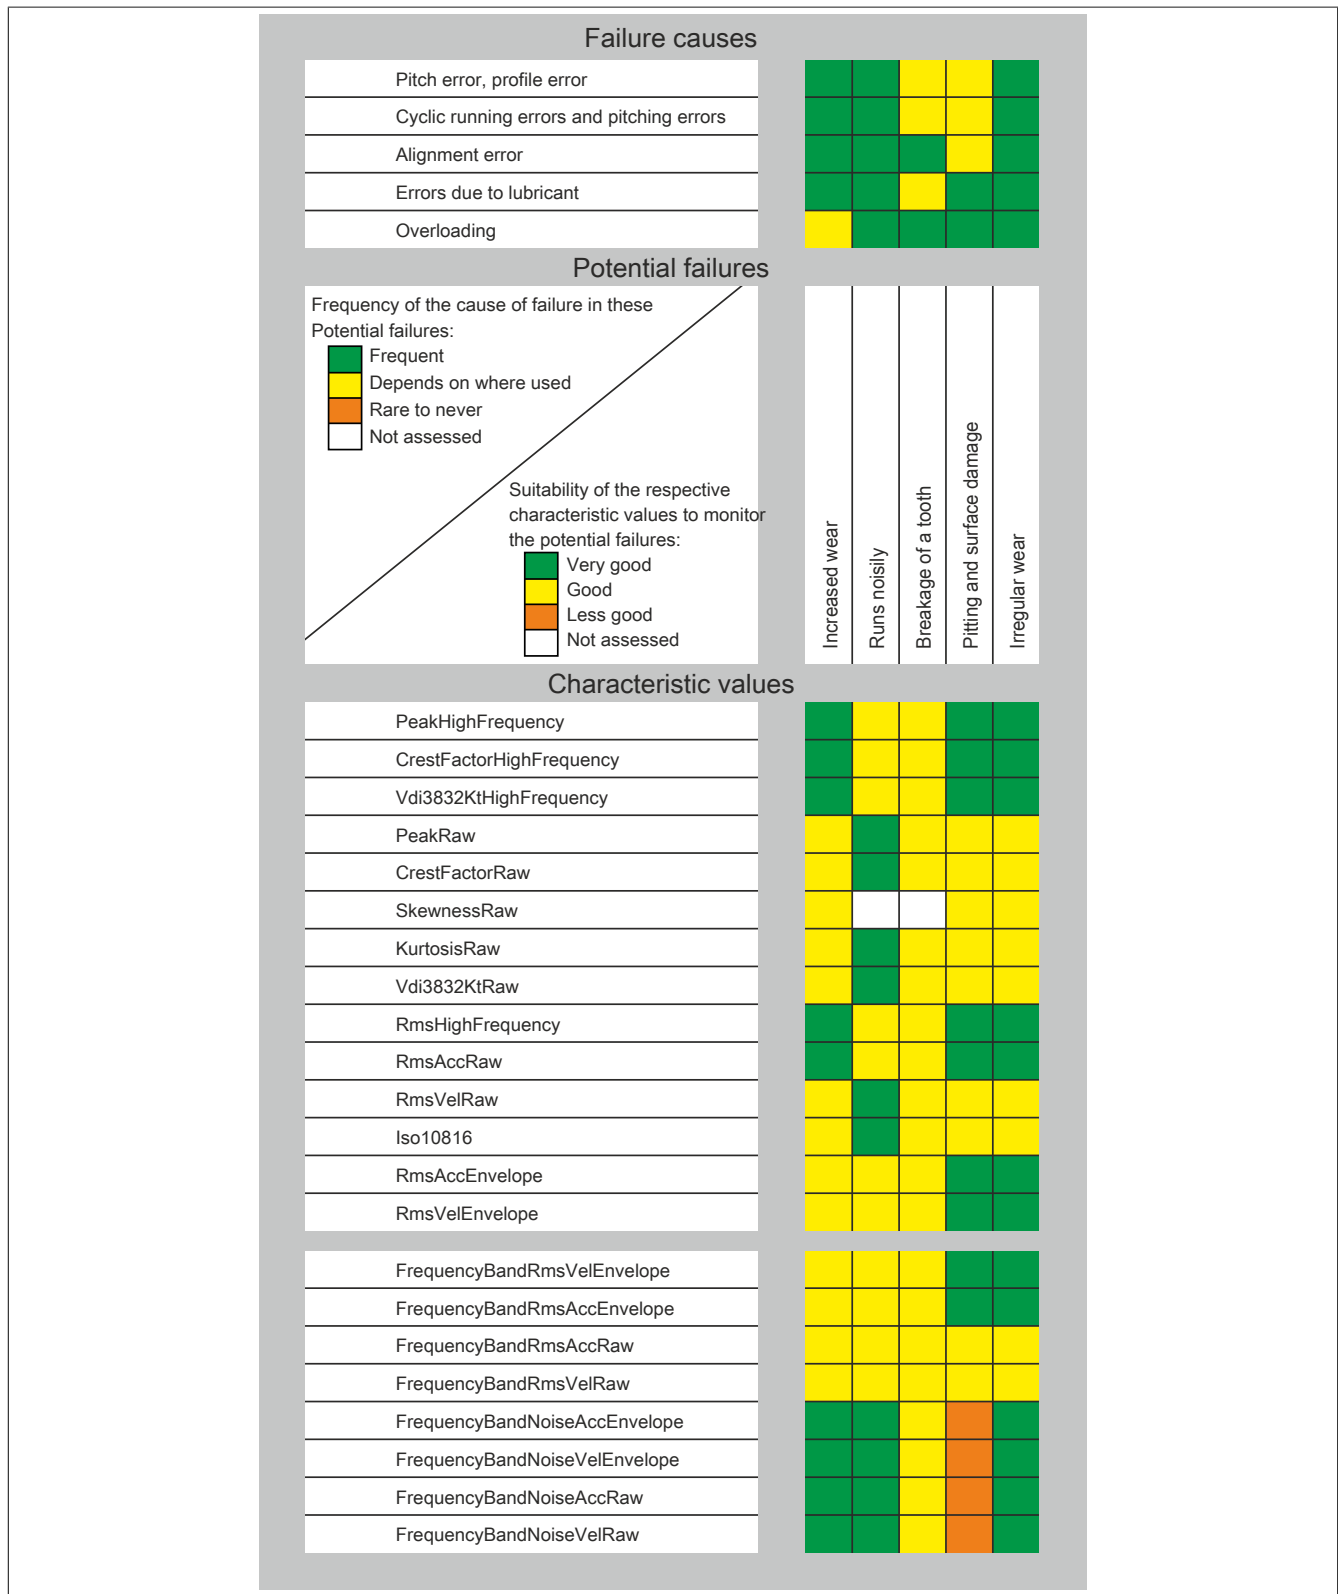 Failure causes
Pitch error, profile error
Cyclic running errors and pitching errors
Alignment error
Errors due to lubricant
Overloading
Potential failures
Frequency of the cause of failure in these
Potential failures:
Frequent
Depends on where used
Rare to never
Not assessed
Suitability of the respective
characteristic values to monitor
the potential failures:
Very good
Good
Less good
Not assessed
Increased wear
Runs noisily
Breakage of a tooth
Pitting and surface damage
Irregular wear
Characteristic values
PeakHighFrequency
CrestFactorHighFrequency
Vdi3832KtHighFrequency
PeakRaw
CrestFactorRaw
SkewnessRaw
KurtosisRaw
Vdi3832KtRaw
RmsHighFrequency
RmsAccRaw
RmsVelRaw
Iso10816
RmsAccEnvelope
RmsVelEnvelope
FrequencyBandRmsVelEnvelope
FrequencyBandRmsAccEnvelope
FrequencyBandRmsAccRaw
FrequencyBandRmsVelRaw
FrequencyBandNoiseAccEnvelope
FrequencyBandNoiseVelEnvelope
FrequencyBandNoiseAccRaw
FrequencyBandNoiseVelRaw